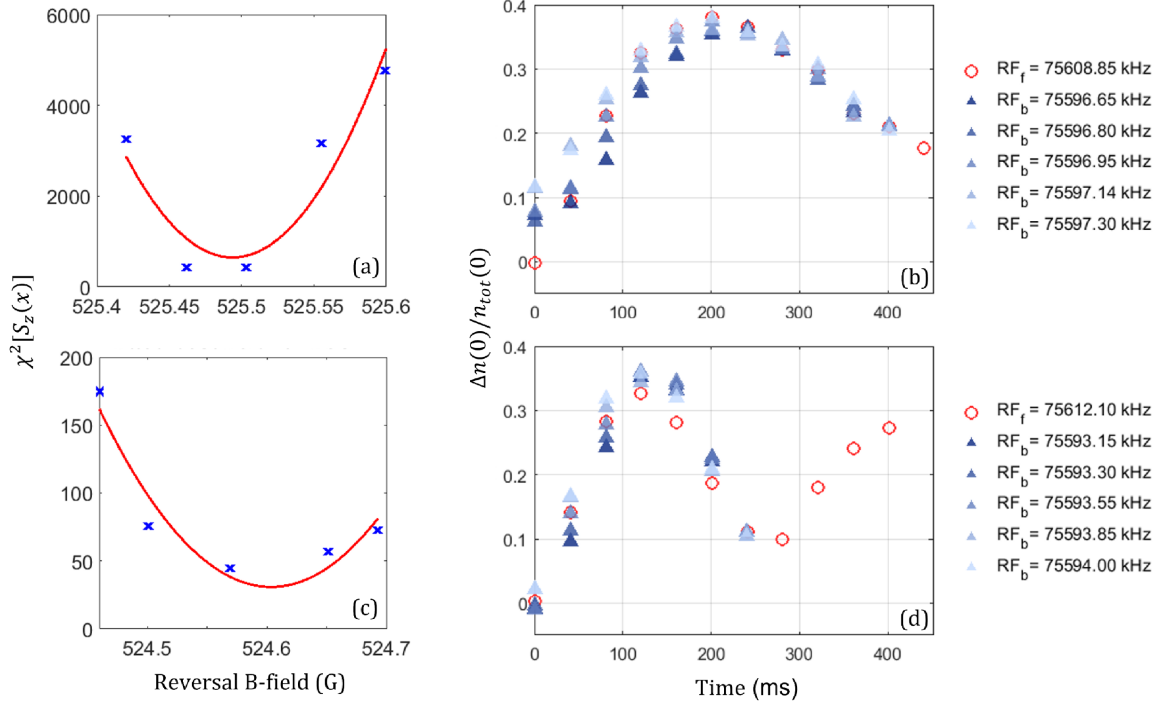 χ²[S_z(x)]
6000
4000
2000
0
525.4
525.45
525.5
525.55
525.6
(a)
Δn(0)/n_tot(0)
0.4
0.3
0.2
0.1
0
0
100
200
300
400
(b)
RF_f = 75608.85 kHz
RF_b = 75596.65 kHz
RF_b = 75596.80 kHz
RF_b = 75596.95 kHz
RF_b = 75597.14 kHz
RF_b = 75597.30 kHz
200
150
100
50
0
524.5
524.6
524.7
(c)
Reversal B-field (G)
0.4
0.3
0.2
0.1
0
0
100
200
300
400
(d)
Time (ms)
RF_f = 75612.10 kHz
RF_b = 75593.15 kHz
RF_b = 75593.30 kHz
RF_b = 75593.55 kHz
RF_b = 75593.85 kHz
RF_b = 75594.00 kHz